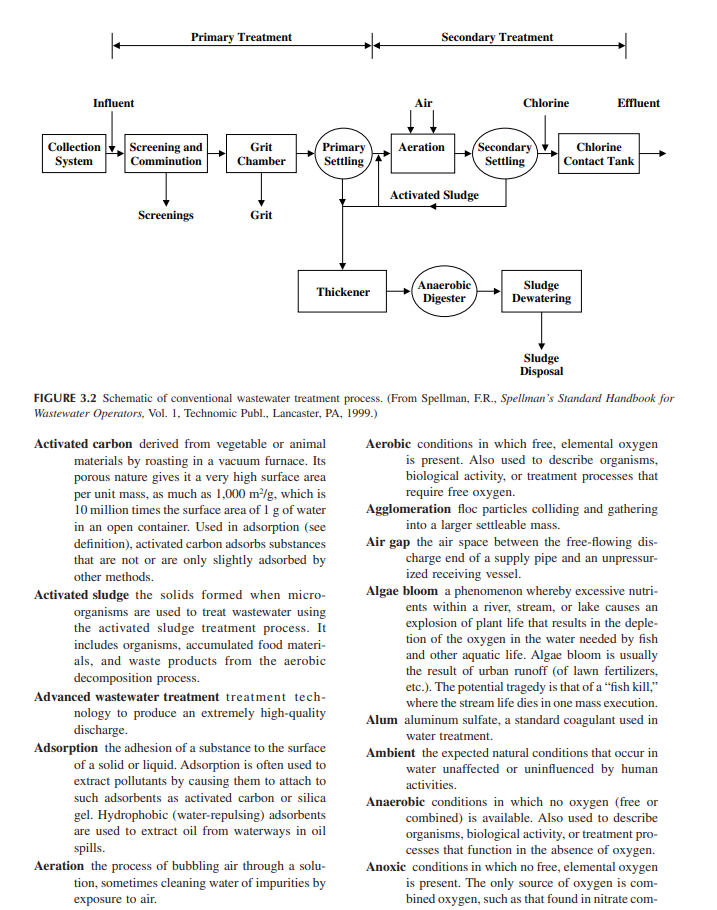 Primary Treatment
Secondary Treatment
Influent
Air
Chlorine
Effluent
Collection
System
Screening and
Comminution
Grit
Chamber
Primary
Settling
Aeration
Secondary
Settling
Chlorine
Contact Tank
Activated Sludge
Screenings
Grit
Thickener
Anaerobic
Digester
Sludge
Dewatering
Sludge
Disposal
FIGURE 3.2 Schematic of conventional wastewater treatment process. (From Spellman, F.R., Spellman's Standard Handbook for
Wastewater Operators, Vol. 1, Technomic Publ., Lancaster, PA, 1999.)
Activated carbon derived from vegetable or animal
materials by roasting in a vacuum furnace. Its
porous nature gives it a very high surface area
per unit mass, as much as 1,000 m²/g, which is
10 million times the surface area of 1 g of water
in an open container. Used in adsorption (see
definition), activated carbon adsorbs substances
that are not or are only slightly adsorbed by
other methods.
Activated sludge the solids formed when micro-
organisms are used to treat wastewater using
the activated sludge treatment process. It
includes organisms, accumulated food materi-
als, and waste products from the aerobic
decomposition process.
Advanced wastewater treatment treatment tech-
nology to produce an extremely high-quality
discharge.
Adsorption the adhesion of a substance to the surface
of a solid or liquid. Adsorption is often used to
extract pollutants by causing them to attach to
such adsorbents as activated carbon or silica
gel. Hydrophobic (water-repulsing) adsorbents
are used to extract oil from waterways in oil
spills.
Aeration the process of bubbling air through a solu-
tion, sometimes cleaning water of impurities by
exposure to air.
Aerobic conditions in which free, elemental oxygen
is present. Also used to describe organisms,
biological activity, or treatment processes that
require free oxygen.
Agglomeration floc particles colliding and gathering
into a larger settleable mass.
Air gap the air space between the free-flowing dis-
charge end of a supply pipe and an unpressur-
ized receiving vessel.
Algae bloom a phenomenon whereby excessive nutri-
ents within a river, stream, or lake causes an
explosion of plant life that results in the deple-
tion of the oxygen in the water needed by fish
and other aquatic life. Algae bloom is usually
the result of urban runoff (of lawn fertilizers,
etc.). The potential tragedy is that of a “fish kill,”
where the stream life dies in one mass execution.
Alum aluminum sulfate, a standard coagulant used in
water treatment.
Ambient the expected natural conditions that occur in
water unaffected or uninfluenced by human
activities.
Anaerobic conditions in which no oxygen (free or
combined) is available. Also used to describe
organisms, biological activity, or treatment pro-
cesses that function in the absence of oxygen.
Anoxic conditions in which no free, elemental oxygen
is present. The only source of oxygen is com-
bined oxygen, such as that found in nitrate com-